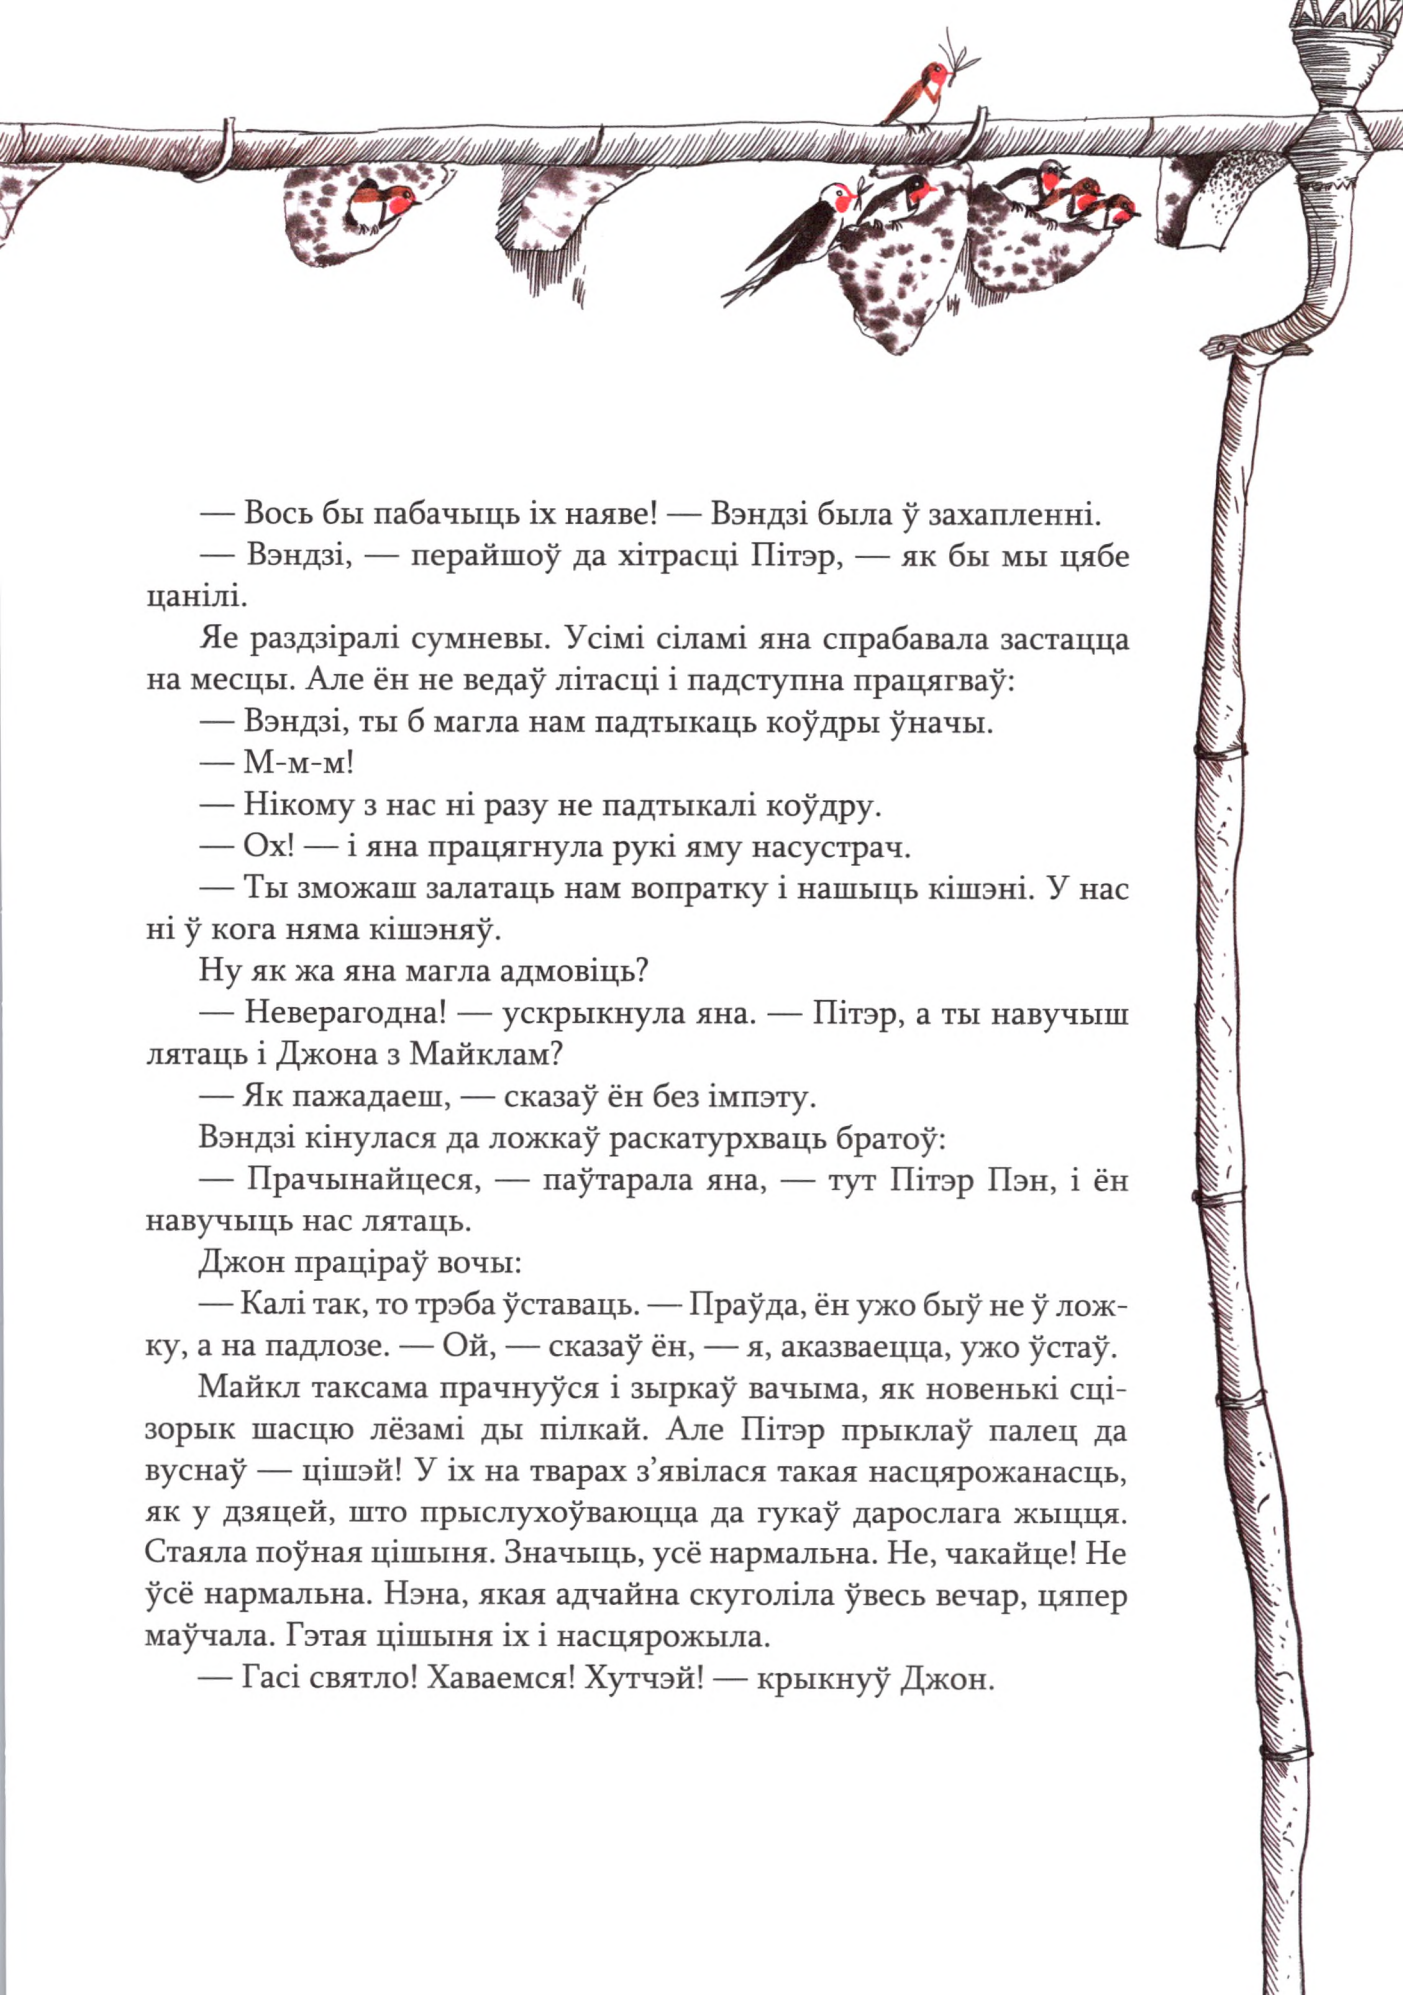 — Вось бы пабачыць іх наяве! — Вэндзі была ў захапленні.
— Вэндзі, — перайшоў да хітрасці Пітэр, — як бы мы цябе
цанілі.
Яе раздзіралі сумневы. Усімі сіламі яна спрабавала застацца
на месцы. Але ён не ведаў літасці і падступна працягваў:
— Вэндзі, ты б магла нам падтыкаць коўдры ўначы.
— М-м-м!
— Нікому з нас ні разу не падтыкалі коўдру.
— Ох! — і яна працягнула рукі яму насустрач.
— Ты зможаш залатаць нам вопратку і нашыць кішэні. У нас
ні ў кога няма кішэняў.
Ну як жа яна магла адмовіць?
— Неверагодна! — ускрыкнула яна. — Пітэр, а ты навучыш
лятаць і Джона з Майклам?
— Як пажадаеш, — сказаў ён без імпэту.
Вэндзі кінулася да ложкаў раскатурхваць братоў:
— Прачынайцеся, — паўтарала яна, — тут Пітэр Пэн, і ён
навучыць нас лятаць.
Джон праціраў вочы:
— Калі так, то трэба ўставаць. — Праўда, ён ужо быў не ў лож-
ку, а на падлозе. — Ой, — сказаў ён, — я, аказваецца, ужо ўстаў.
Майкл таксама прачнуўся і зыркаў вачыма, як новенькі сці-
зорык шасцю лёзамі ды пілкай. Але Пітэр прыклаў палец да
вуснаў — цішэй! У іх на тварах з’явілася такая насцярожанасць,
як у дзяцей, што прыслухоўваюцца да гукаў дарослага жыцця.
Стаяла поўная цішыня. Значыць, усё нармальна. Не, чакайце! Не
ўсё нармальна. Нэна, якая адчайна скуголіла ўвесь вечар, цяпер
маўчала. Гэтая цішыня іх і насцярожыла.
— Гасі святло! Хаваемся! Хутчэй! — крыкнуў Джон.